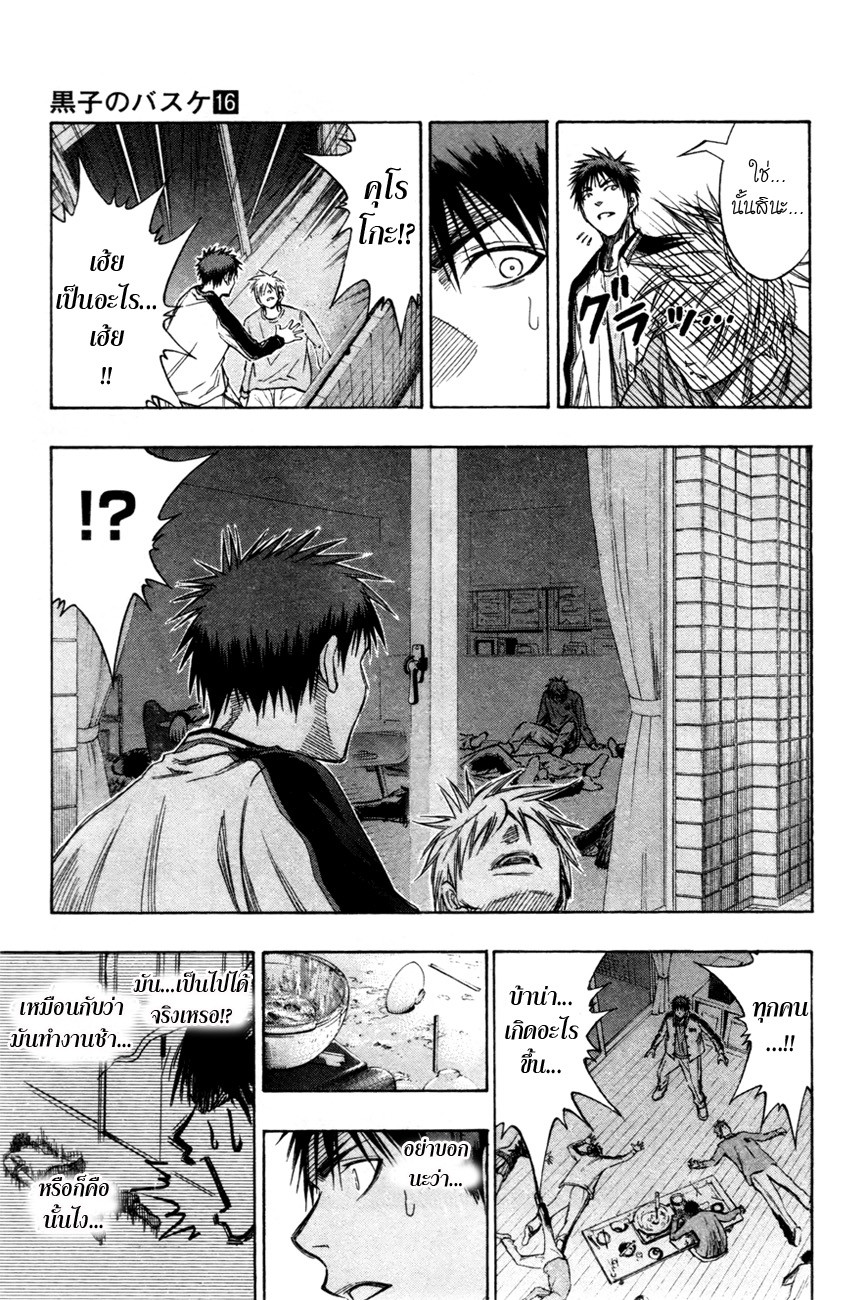 黒子のバスケ16
ใช่...
นั้นสินะ...
グラッ…
คุโร
โกะ!?
เฮ้ย
เป็นอะไร...
เฮ้ย
!!
!?
ทุกคน
...!!
บ้าน่า...
เกิดอะไร
ขึ้น...
อย่าบอก
นะว่า...
มัน...เป็นไปได้
จริงเหรอ!?
เหมือนกับว่า
มันทำงานช้า...
หรือก็คือ
นั้นไง...